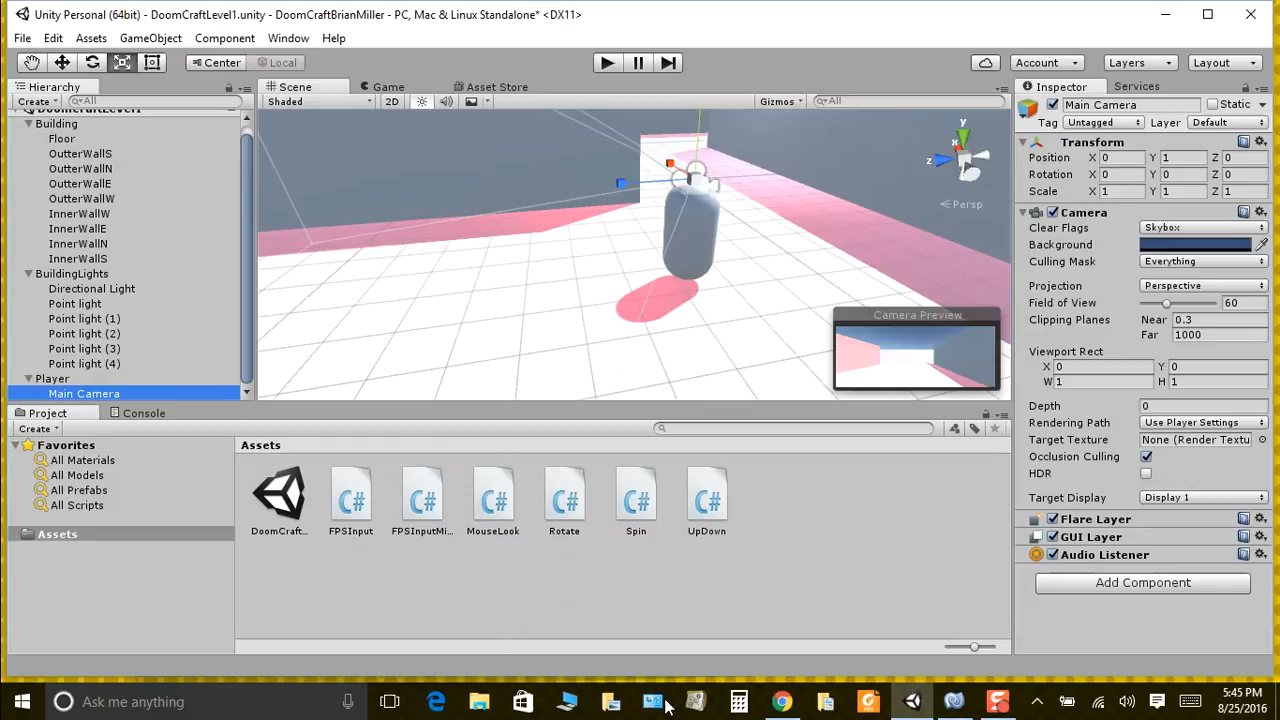 Unity Personal (64bit) - DoomCraftLevel1.unity - DoomCraftBrianMiller - PC, Mac & Linux Standalone* <DX11>
File Edit Assets GameObject Component Window Help
Center Local Account Layers Layout
Hierarchy
Create All
Building
Floor
OutterWallS
OutterWallN
OutterWallE
OutterWallW
InnerWallW
InnerWallE
InnerWallN
InnerWallS
BuildingLights
Directional Light
Point light
Point light (1)
Point light (2)
Point light (3)
Point light (4)
Player
Main Camera
Scene Game Asset Store
Shaded 2D Gizmos All
y
x
z
Persp
Camera Preview
Inspector Services
Main Camera Static
Tag Untagged Layer Default
Transform
Position X 0 Y 1 Z 0
Rotation X 0 Y 0 Z 0
Scale X 1 Y 1 Z 1
Camera
Clear Flags Skybox
Background
Culling Mask Everything
Projection Perspective
Field of View 60
Clipping Planes Near 0.3
Far 1000
Viewport Rect
X 0 Y 0
W 1 H 1
Depth 0
Rendering Path Use Player Settings
Target Texture None (Render Textu
Occlusion Culling
HDR
Target Display Display 1
Flare Layer
GUI Layer
Audio Listener
Add Component
Project Console
Create
Favorites
All Materials
All Models
All Prefabs
All Scripts
Assets
Assets
C# C# C# C# C# C#
DoomCraft... FPSInput FPSInputMi... MouseLook Rotate Spin UpDown
Ask me anything
5:45 PM
8/25/2016